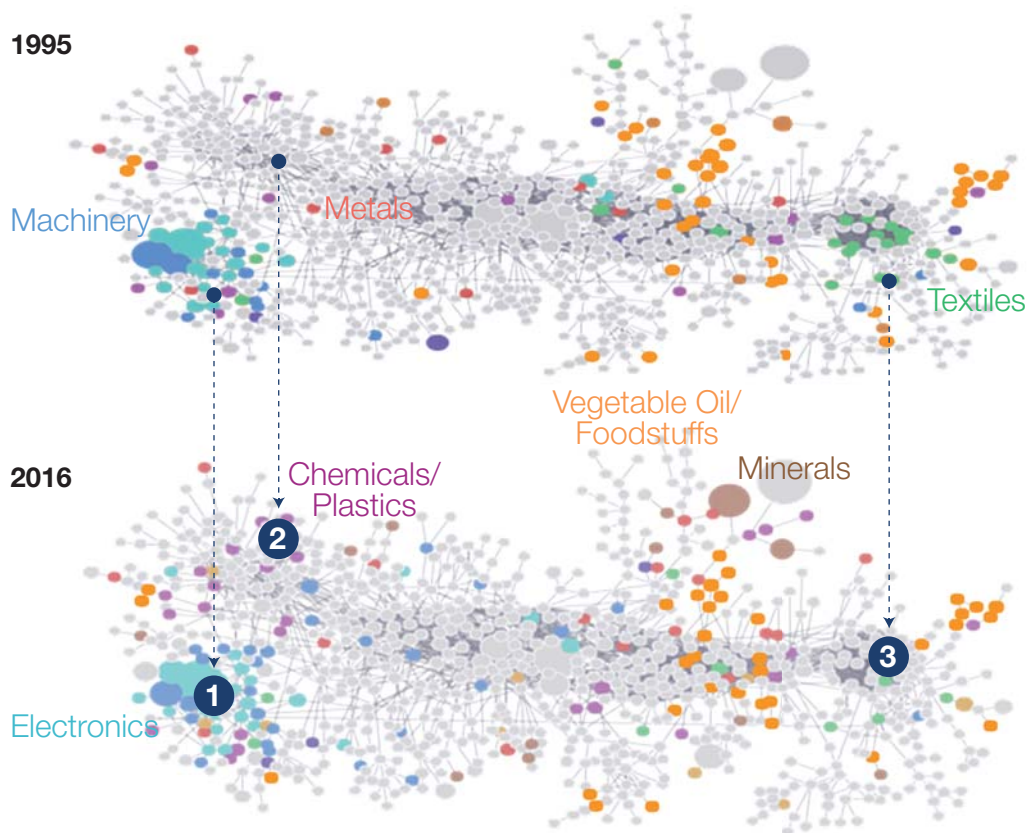 1995
Machinery
Metals
Textiles
Vegetable Oil/
Foodstuffs
2016
Chemicals/
Plastics
Minerals
2
3
1
Electronics